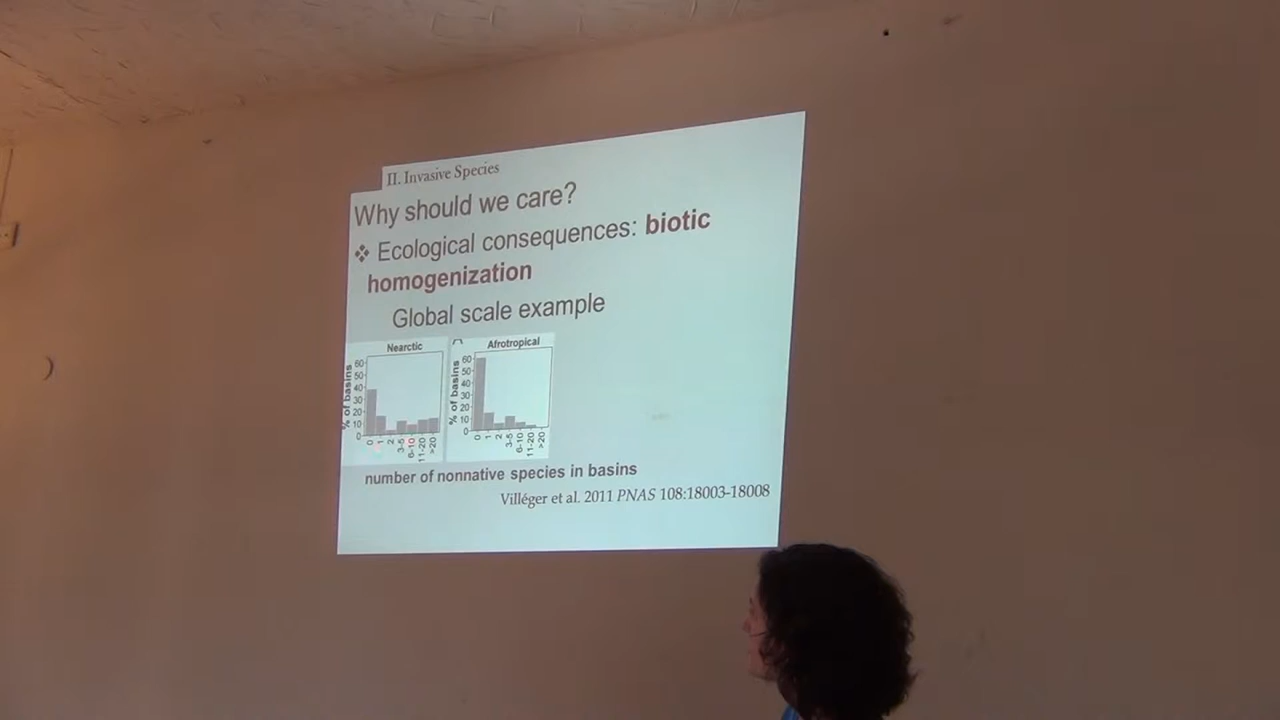 II. Invasive Species
Why should we care?
❖ Ecological consequences: biotic
homogenization
Global scale example
Nearctic
% of basins
60
50
40
30
20
10
0
0
1
2
3-5
6-10
11-20
>20
Afrotropical
% of basins
60
50
40
30
20
10
0
0
1
2
3-5
6-10
11-20
>20
number of nonnative species in basins
Villéger et al. 2011 PNAS 108:18003-18008